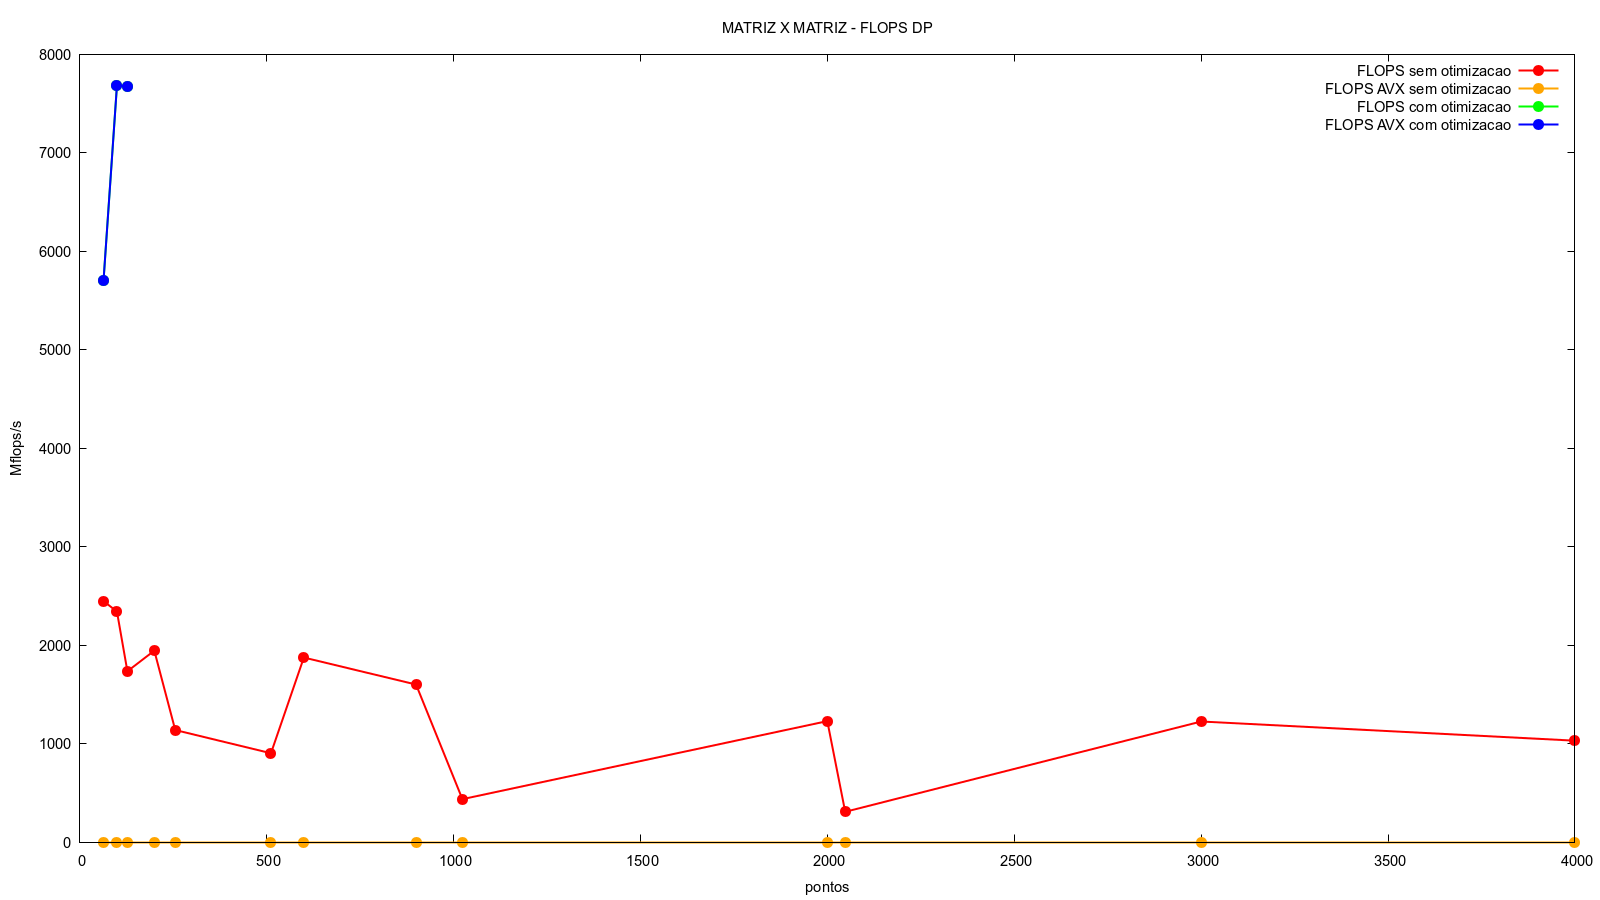 MATRIZ X MATRIZ - FLOPS DP
8000
7000
6000
5000
4000
3000
2000
1000
0
Mflops/s
FLOPS sem otimizacao
FLOPS AVX sem otimizacao
FLOPS com otimizacao
FLOPS AVX com otimizacao
0 500 1000 1500 2000 2500 3000 3500 4000
pontos